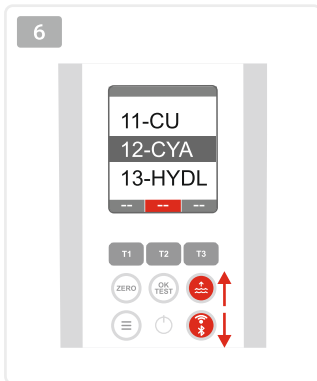 6
11-CU
12-CYA
13-HYDL
-- -- --
T1 T2 T3
ZERO OK TEST